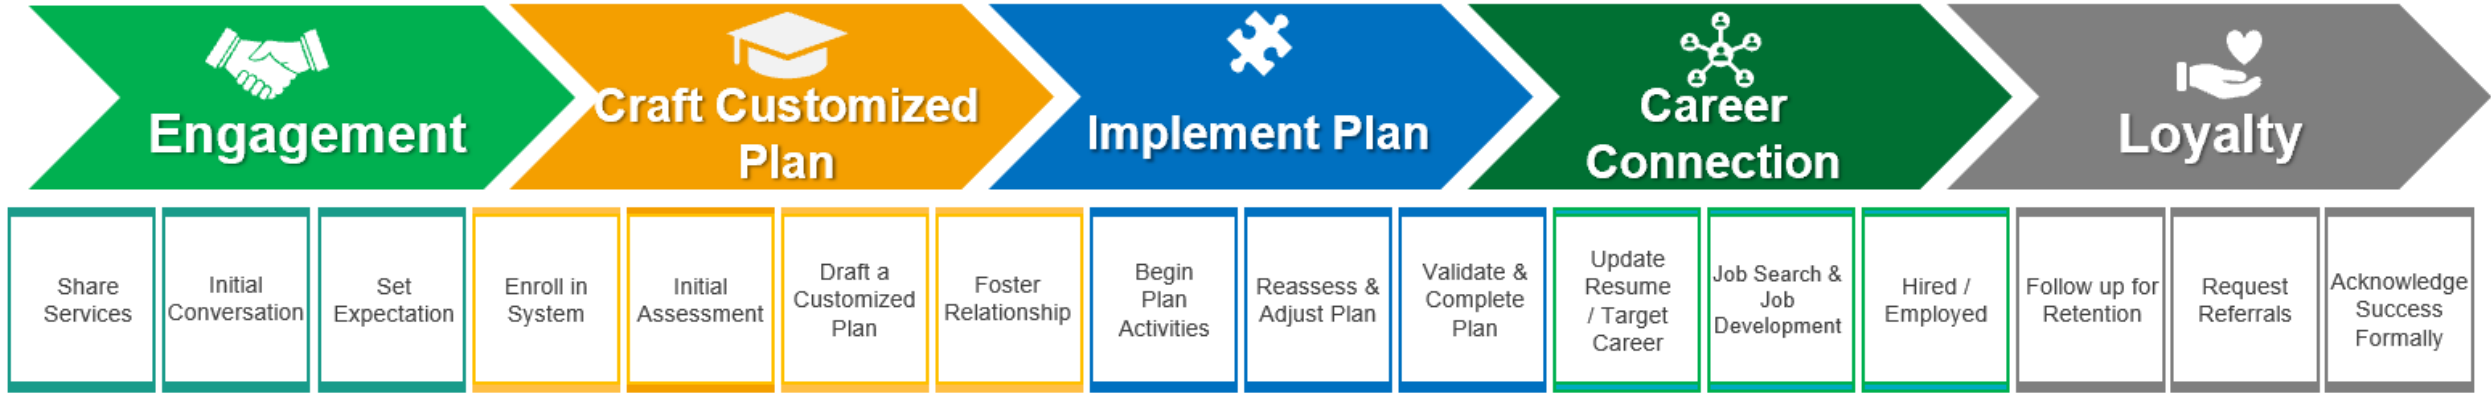 Engagement
Craft Customized
Plan
Implement Plan
Career
Connection
Loyalty
Share
Services
Initial
Conversation
Set
Expectation
Enroll in
System
Initial
Assessment
Draft a
Customized
Plan
Foster
Relationship
Begin
Plan
Activities
Reassess &
Adjust Plan
Validate &
Complete
Plan
Update
Resume
/ Target
Career
Job Search &
Job
Development
Hired /
Employed
Follow up for
Retention
Request
Referrals
Acknowledge
Success
Formally